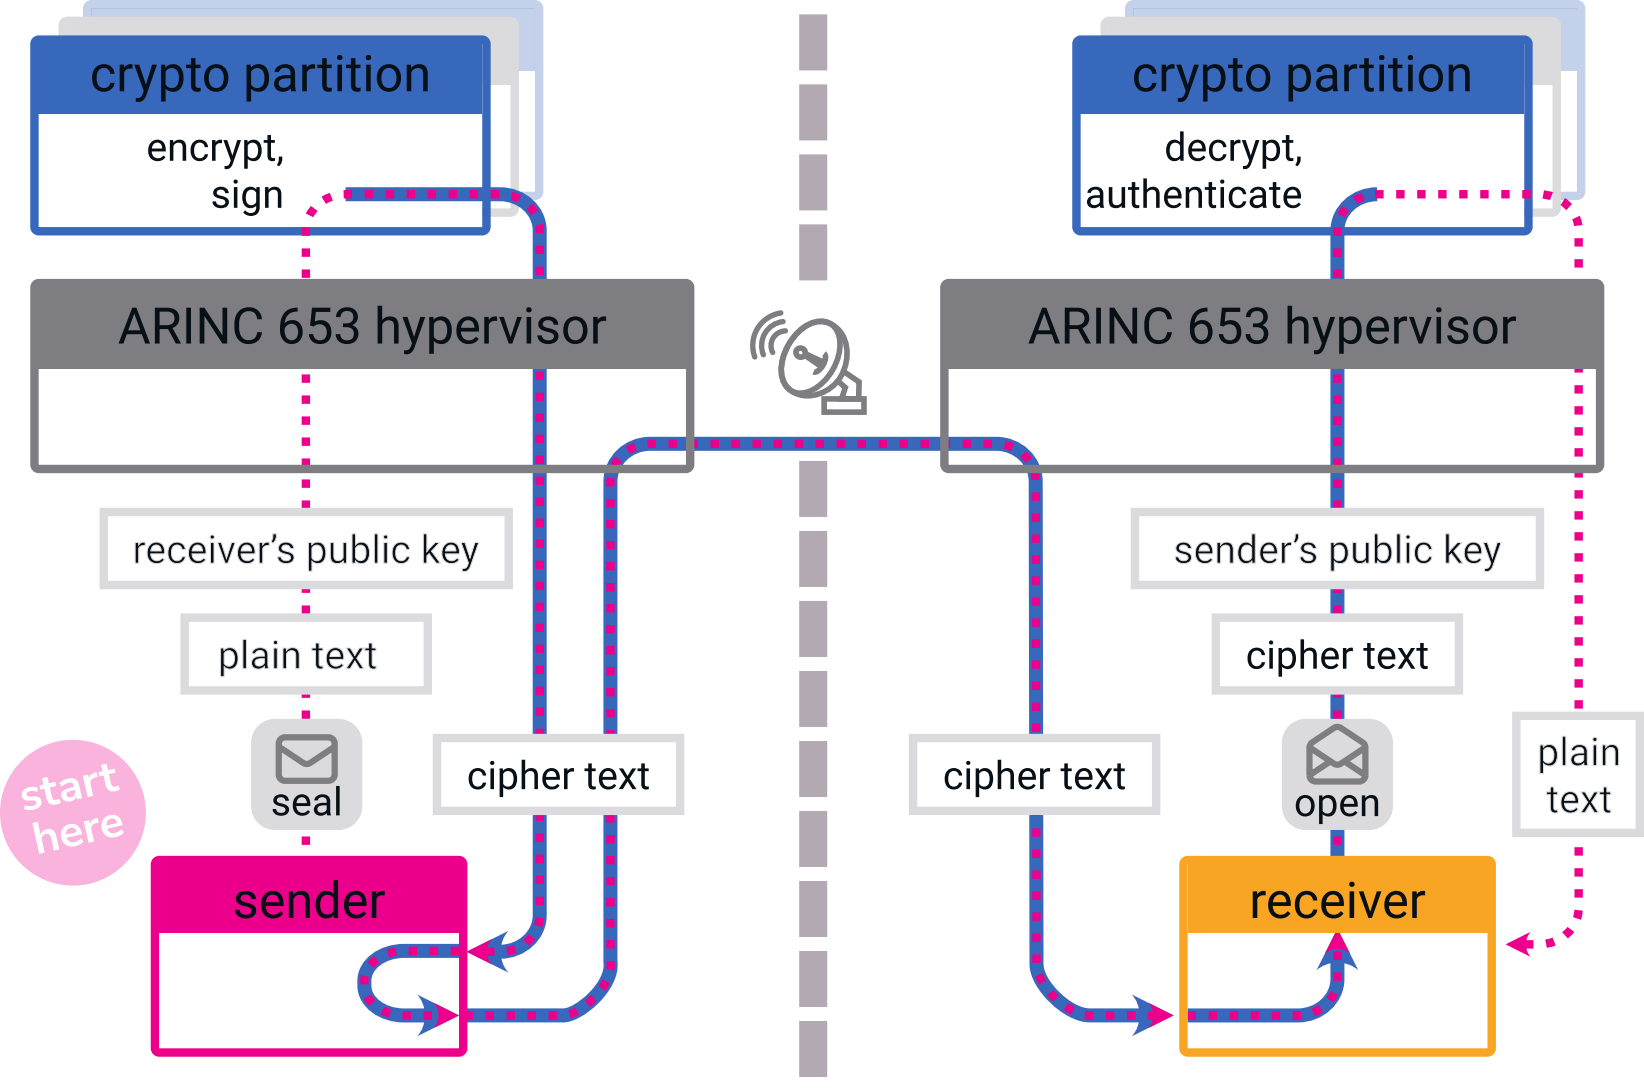 crypto partition
encrypt,
sign
ARINC 653 hypervisor
receiver’s public key
plain text
seal
cipher text
start
here
sender
crypto partition
decrypt,
authenticate
ARINC 653 hypervisor
sender’s public key
cipher text
cipher text
open
plain
text
receiver